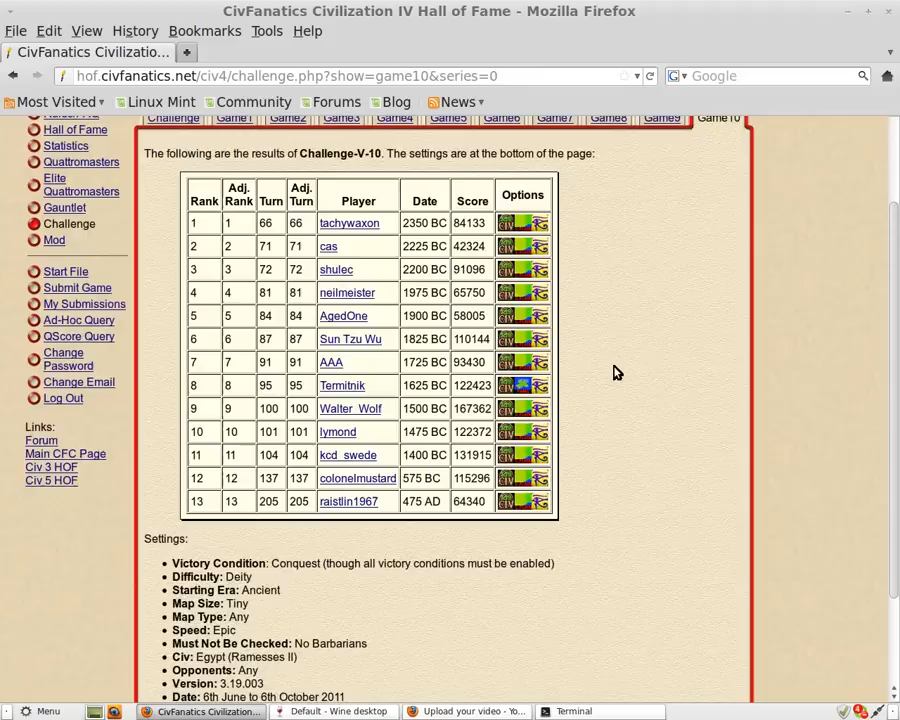 CivFanatics Civilization IV Hall of Fame - Mozilla Firefox
File Edit View History Bookmarks Tools Help
CivFanatics Civilizatio...
hof.civfanatics.net/civ4/challenge.php?show=game10&series=0
Google
Most Visited Linux Mint Community Forums Blog News
Challenge Game1 Game2 Game3 Game4 Game5 Game6 Game7 Game8 Game9 Game10
Hall of Fame
Statistics
Quattromasters
Elite
Quattromasters
Gauntlet
Challenge
Mod
Start File
Submit Game
My Submissions
Ad-Hoc Query
QScore Query
Change
Password
Change Email
Log Out
Links:
Forum
Main CFC Page
Civ 3 HOF
Civ 5 HOF
The following are the results of Challenge-V-10. The settings are at the bottom of the page:
Rank Adj. Rank Turn Adj. Turn Player Date Score Options
1 1 66 66 tachywaxon 2350 BC 84133
2 2 71 71 cas 2225 BC 42324
3 3 72 72 shulec 2200 BC 91096
4 4 81 81 neilmeister 1975 BC 65750
5 5 84 84 AgedOne 1900 BC 58005
6 6 87 87 Sun Tzu Wu 1825 BC 110144
7 7 91 91 AAA 1725 BC 93430
8 8 95 95 Termitnik 1625 BC 122423
9 9 100 100 Walter_Wolf 1500 BC 167362
10 10 101 101 lymond 1475 BC 122372
11 11 104 104 kcd_swede 1400 BC 131915
12 12 137 137 colonelmustard 575 BC 115296
13 13 205 205 raistlin1967 475 AD 64340
Settings:
Victory Condition: Conquest (though all victory conditions must be enabled)
Difficulty: Deity
Starting Era: Ancient
Map Size: Tiny
Map Type: Any
Speed: Epic
Must Not Be Checked: No Barbarians
Civ: Egypt (Ramesses II)
Opponents: Any
Version: 3.19.003
Date: 6th June to 6th October 2011
Menu CivFanatics Civilization... Default - Wine desktop Upload your video - Yo... Terminal